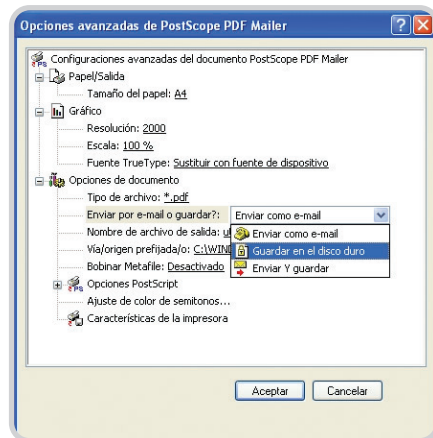 Opciones avanzadas de PostScope PDF Mailer
Configuraciones avanzadas del documento PostScope PDF Mailer
Papel/Salida
Tamaño del papel: A4
Gráfico
Resolución: 2000
Escala: 100 %
Fuente TrueType: Sustituir con fuente de dispositivo
Opciones de documento
Tipo de archivo: *.pdf
Enviar por e-mail o guardar?: Enviar como e-mail
Nombre de archivo de salida: Enviar como e-mail
Vía/origen prefijada/o: C:\WIND Guardar en el disco duro
Bobinar Metafile: Desactivado Enviar Y guardar
Opciones PostScript
Ajuste de color de semitonos...
Características de la impresora
Aceptar Cancelar